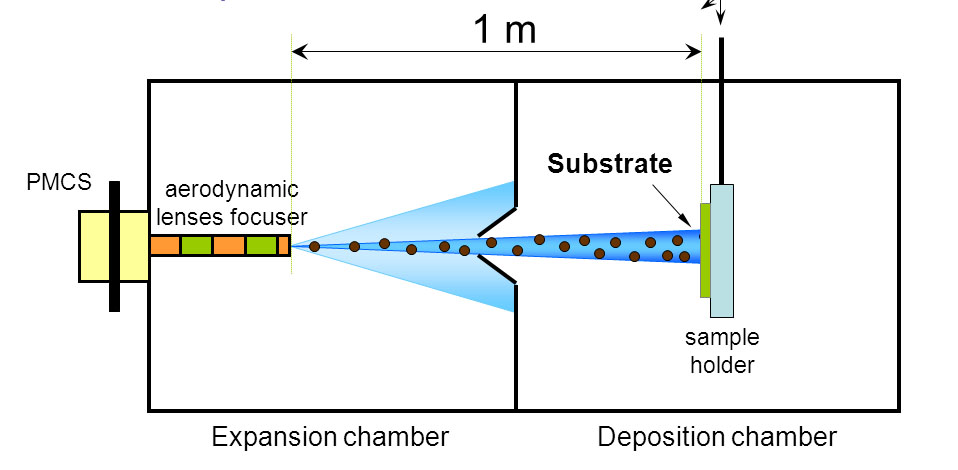 1 m
Substrate
PMCS
aerodynamic
lenses focuser
sample
holder
Expansion chamber
Deposition chamber